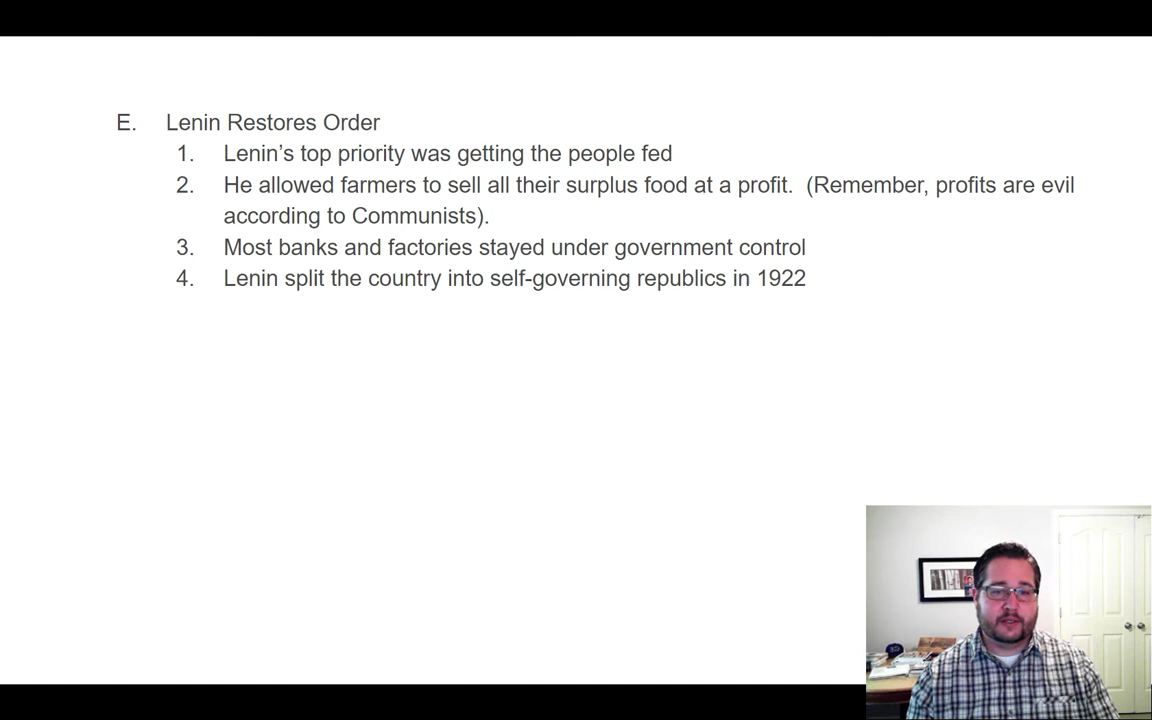 E. Lenin Restores Order
1. Lenin’s top priority was getting the people fed
2. He allowed farmers to sell all their surplus food at a profit.  (Remember, profits are evil
according to Communists).
3. Most banks and factories stayed under government control
4. Lenin split the country into self-governing republics in 1922